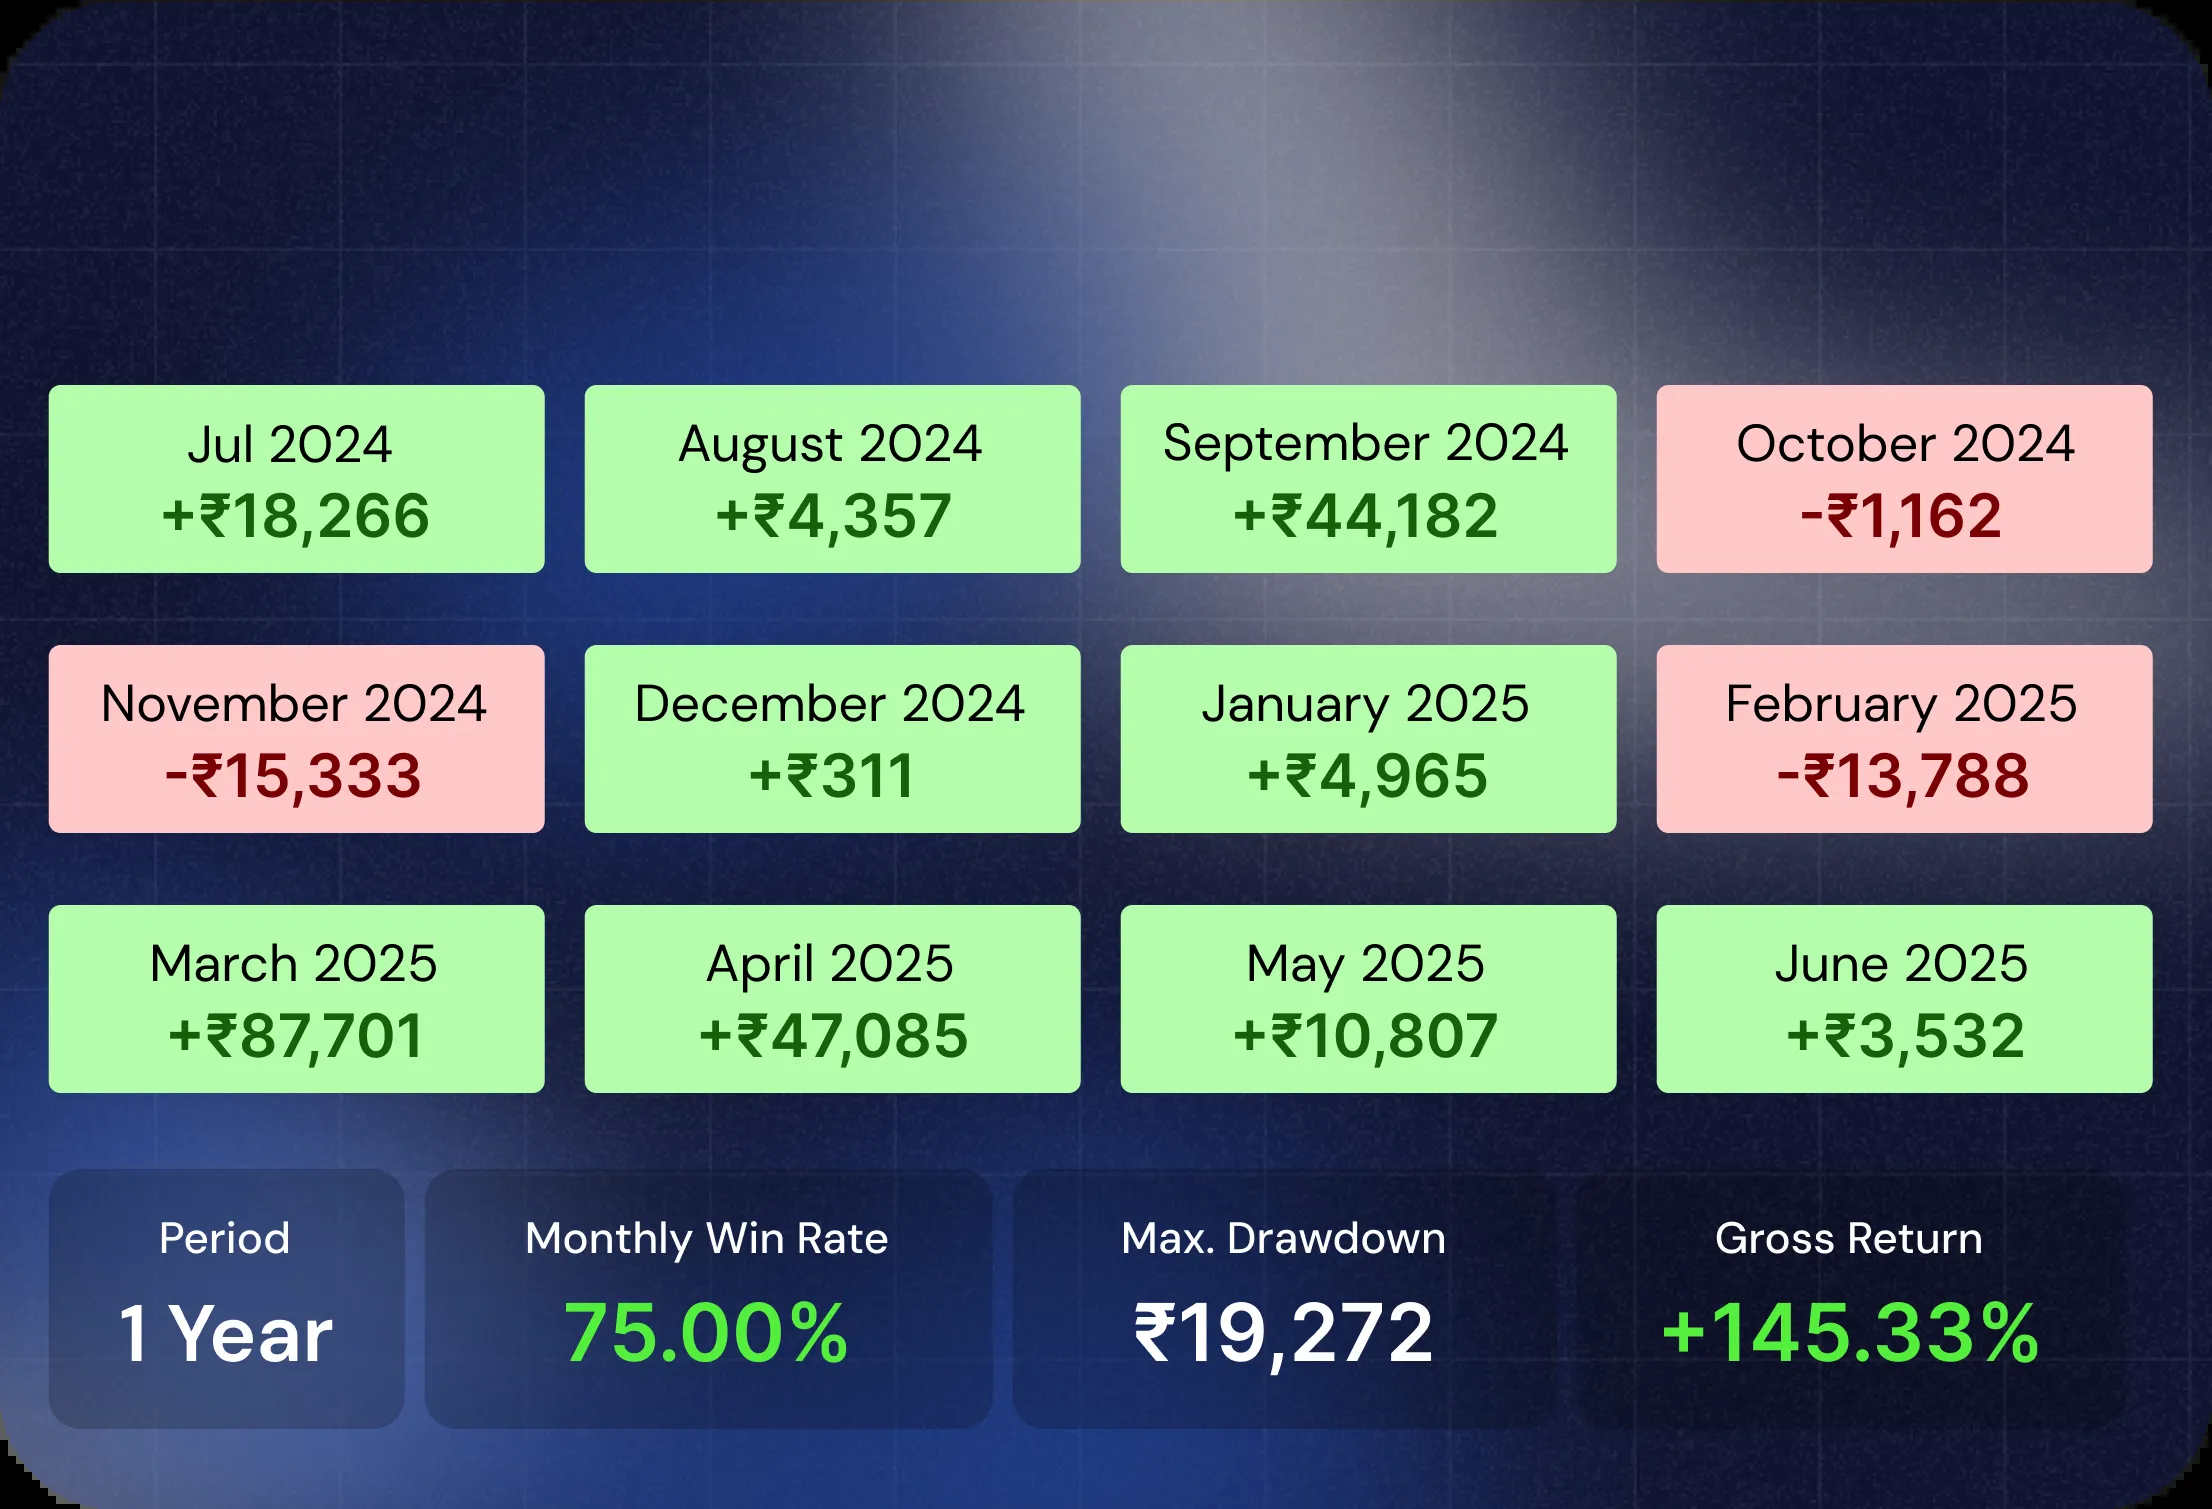 Jul 2024
+₹18,266
August 2024
+₹4,357
September 2024
+₹44,182
October 2024
-₹1,162
November 2024
-₹15,333
December 2024
+₹311
January 2025
+₹4,965
February 2025
-₹13,788
March 2025
+₹87,701
April 2025
+₹47,085
May 2025
+₹10,807
June 2025
+₹3,532
Period
1 Year
Monthly Win Rate
75.00%
Max. Drawdown
₹19,272
Gross Return
+145.33%